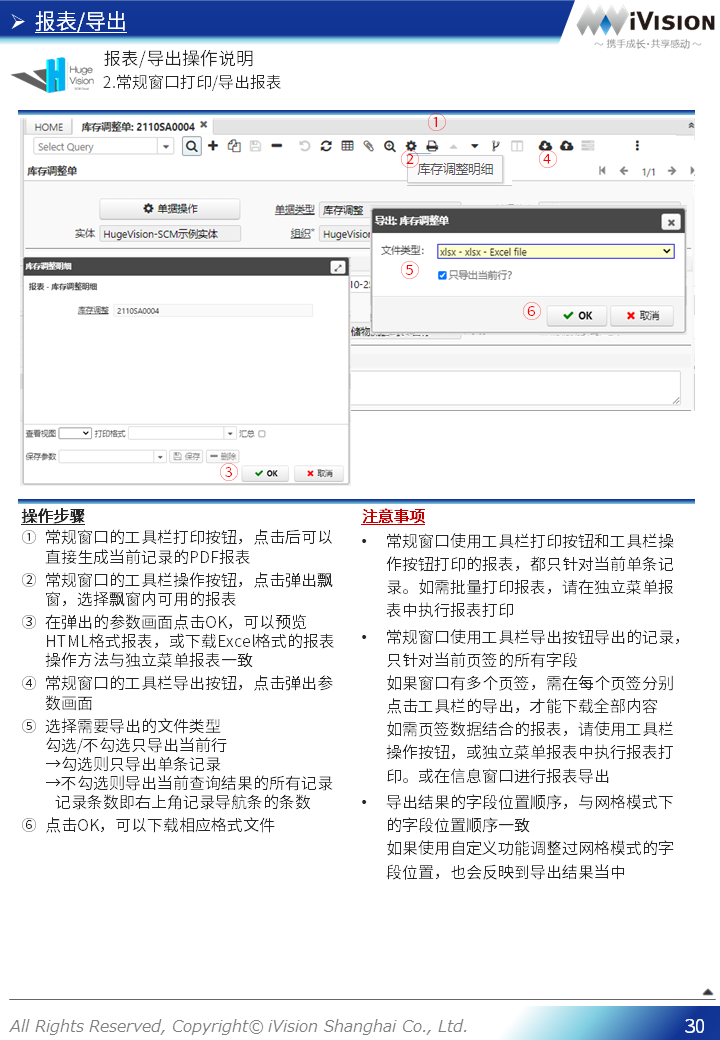 ➢ 报表/导出
iVISION
～ 携手成长·共享感动 ～
Huge
Vision
报表/导出操作说明
2.常规窗口打印/导出报表
①
HOME 库存调整单: 2110SA0004
Select Query
② ④
库存调整单
库存调整明细
1/1
单据操作 单据类型 库存调整
实体 HugeVision-SCM示例实体 组织* HugeVision
导出: 库存调整单
文件类型: xlsx - xlsx - Excel file
⑤ 只导出当前行?
⑥ OK 取消
库存调整明细
报表 - 库存调整明细
库存调整 2110SA0004
查看视图 打印格式 汇总
保存参数 保存 删除
③ OK 取消
操作步骤
① 常规窗口的工具栏打印按钮，点击后可以
直接生成当前记录的PDF报表
② 常规窗口的工具栏操作按钮，点击弹出飘
窗，选择飘窗内可用的报表
③ 在弹出的参数画面点击OK，可以预览
HTML格式报表，或下载Excel格式的报表
操作方法与独立菜单报表一致
④ 常规窗口的工具栏导出按钮，点击弹出参
数画面
⑤ 选择需要导出的文件类型
勾选/不勾选只导出当前行
→勾选则只导出单条记录
→不勾选则导出当前查询结果的所有记录
记录条数即右上角记录导航条的条数
⑥ 点击OK，可以下载相应格式文件
注意事项
• 常规窗口使用工具栏打印按钮和工具栏操
作按钮打印的报表，都只针对当前单条记
录。如需批量打印报表，请在独立菜单报
表中执行报表打印
• 常规窗口使用工具栏导出按钮导出的记录，
只针对当前页签的所有字段
如果窗口有多个页签，需在每个页签分别
点击工具栏的导出，才能下载全部内容
如需页签数据结合的报表，请使用工具栏
操作按钮，或独立菜单报表中执行报表打
印。或在信息窗口进行报表导出
• 导出结果的字段位置顺序，与网格模式下
的字段位置顺序一致
如果使用自定义功能调整过网格模式的字
段位置，也会反映到导出结果当中
All Rights Reserved, Copyright© iVision Shanghai Co., Ltd.
30